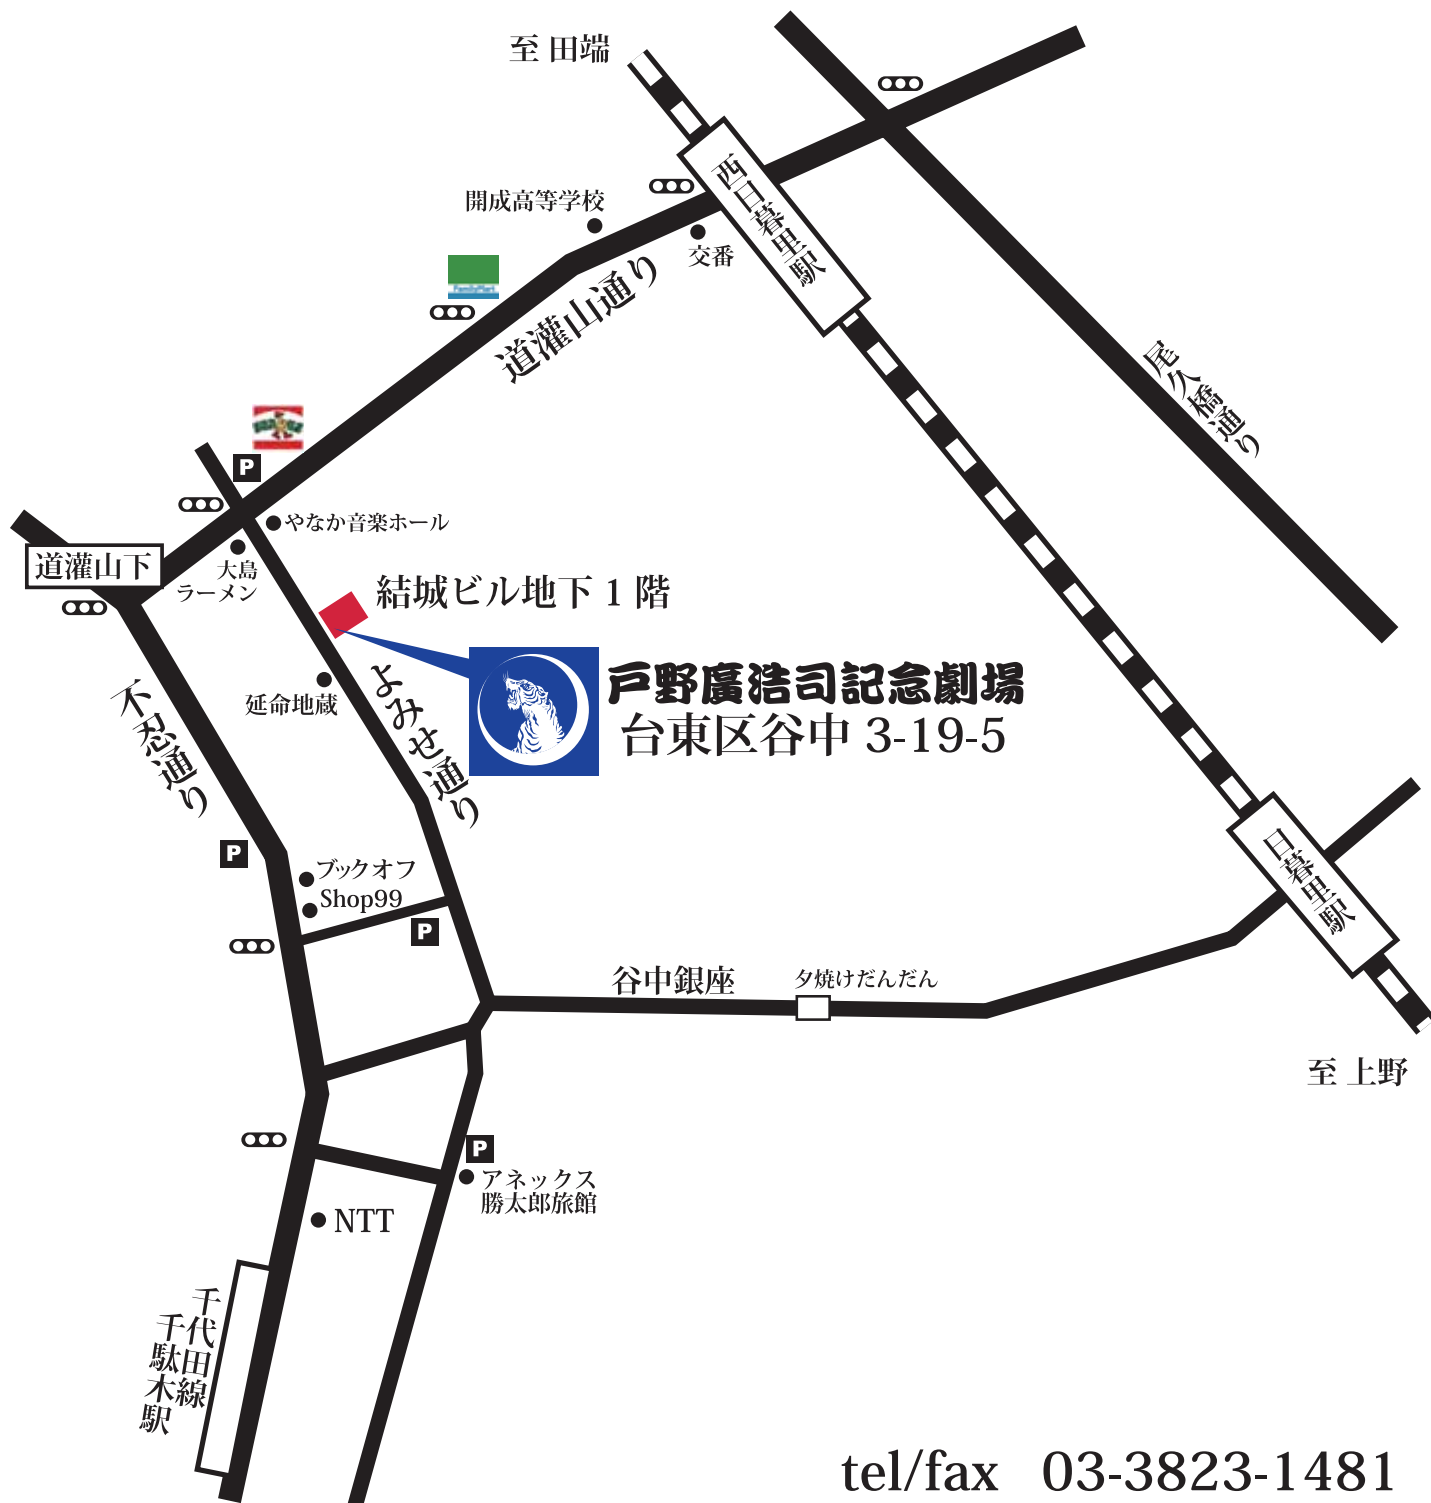 至 田端
西日暮里駅
開成高等学校
交番
FamilyMart
道灌山通り
尾久橋通り
P
やなか音楽ホール
道灌山下
大島
ラーメン
結城ビル地下 1 階
戸野廣浩司記念劇場
台東区谷中 3-19-5
延命地蔵
よみせ通り
不忍通り
P
ブックオフ
Shop99
P
日暮里駅
谷中銀座
夕焼けだんだん
至 上野
P
アネックス
勝太郎旅館
NTT
千代田線
千駄木駅
tel/fax 03-3823-1481